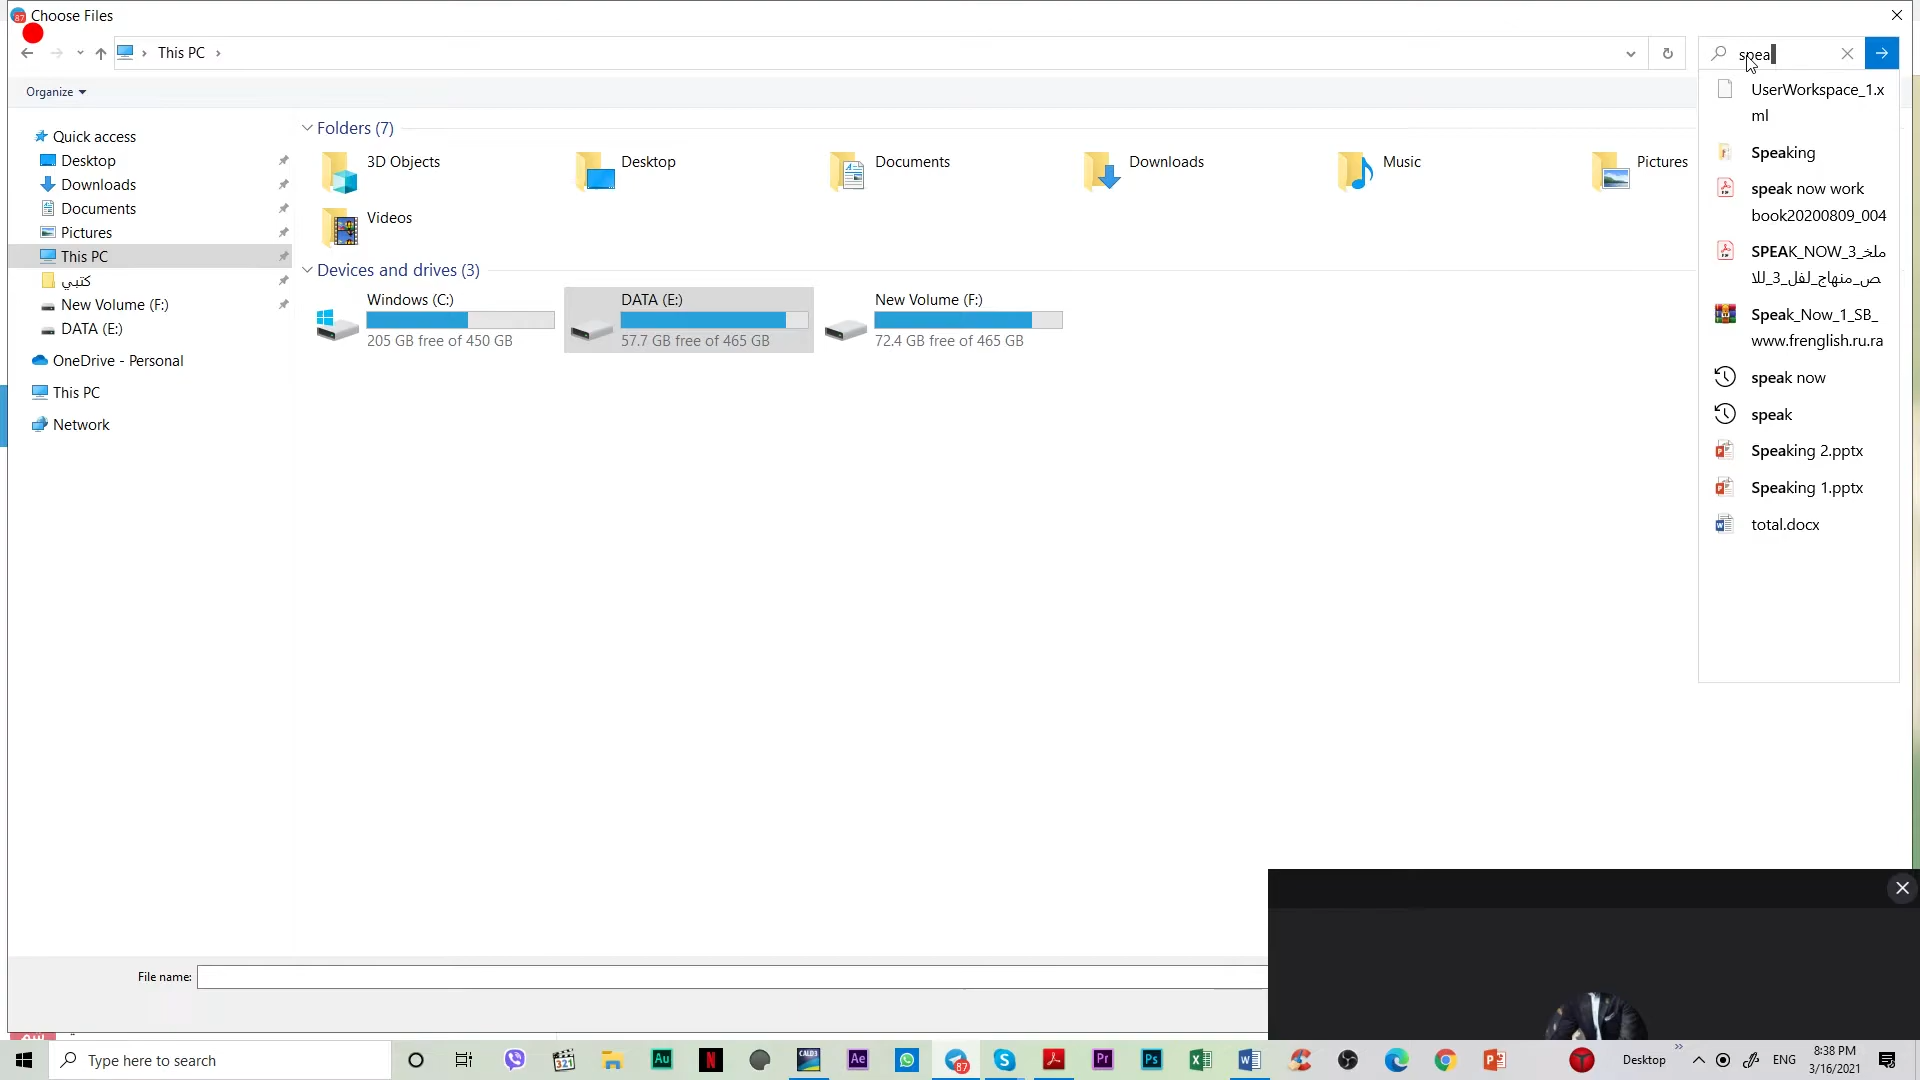 Choose Files
This PC
spea
Organize
Quick access
Desktop
Downloads
Documents
Pictures
This PC
كتبي
New Volume (F:)
DATA (E:)
OneDrive - Personal
This PC
Network
Folders (7)
3D Objects
Desktop
Documents
Downloads
Music
Pictures
Videos
Devices and drives (3)
Windows (C:)
205 GB free of 450 GB
DATA (E:)
57.7 GB free of 465 GB
New Volume (F:)
72.4 GB free of 465 GB
UserWorkspace_1.x
ml
Speaking
speak now work
book20200809_004
SPEAK_NOW_3_ملخ
ص_منهاج_لفل_3_للا
Speak_Now_1_SB_
www.frenglish.ru.ra
speak now
speak
Speaking 2.pptx
Speaking 1.pptx
total.docx
File name:
Type here to search
Desktop
ENG
8:38 PM
3/16/2021